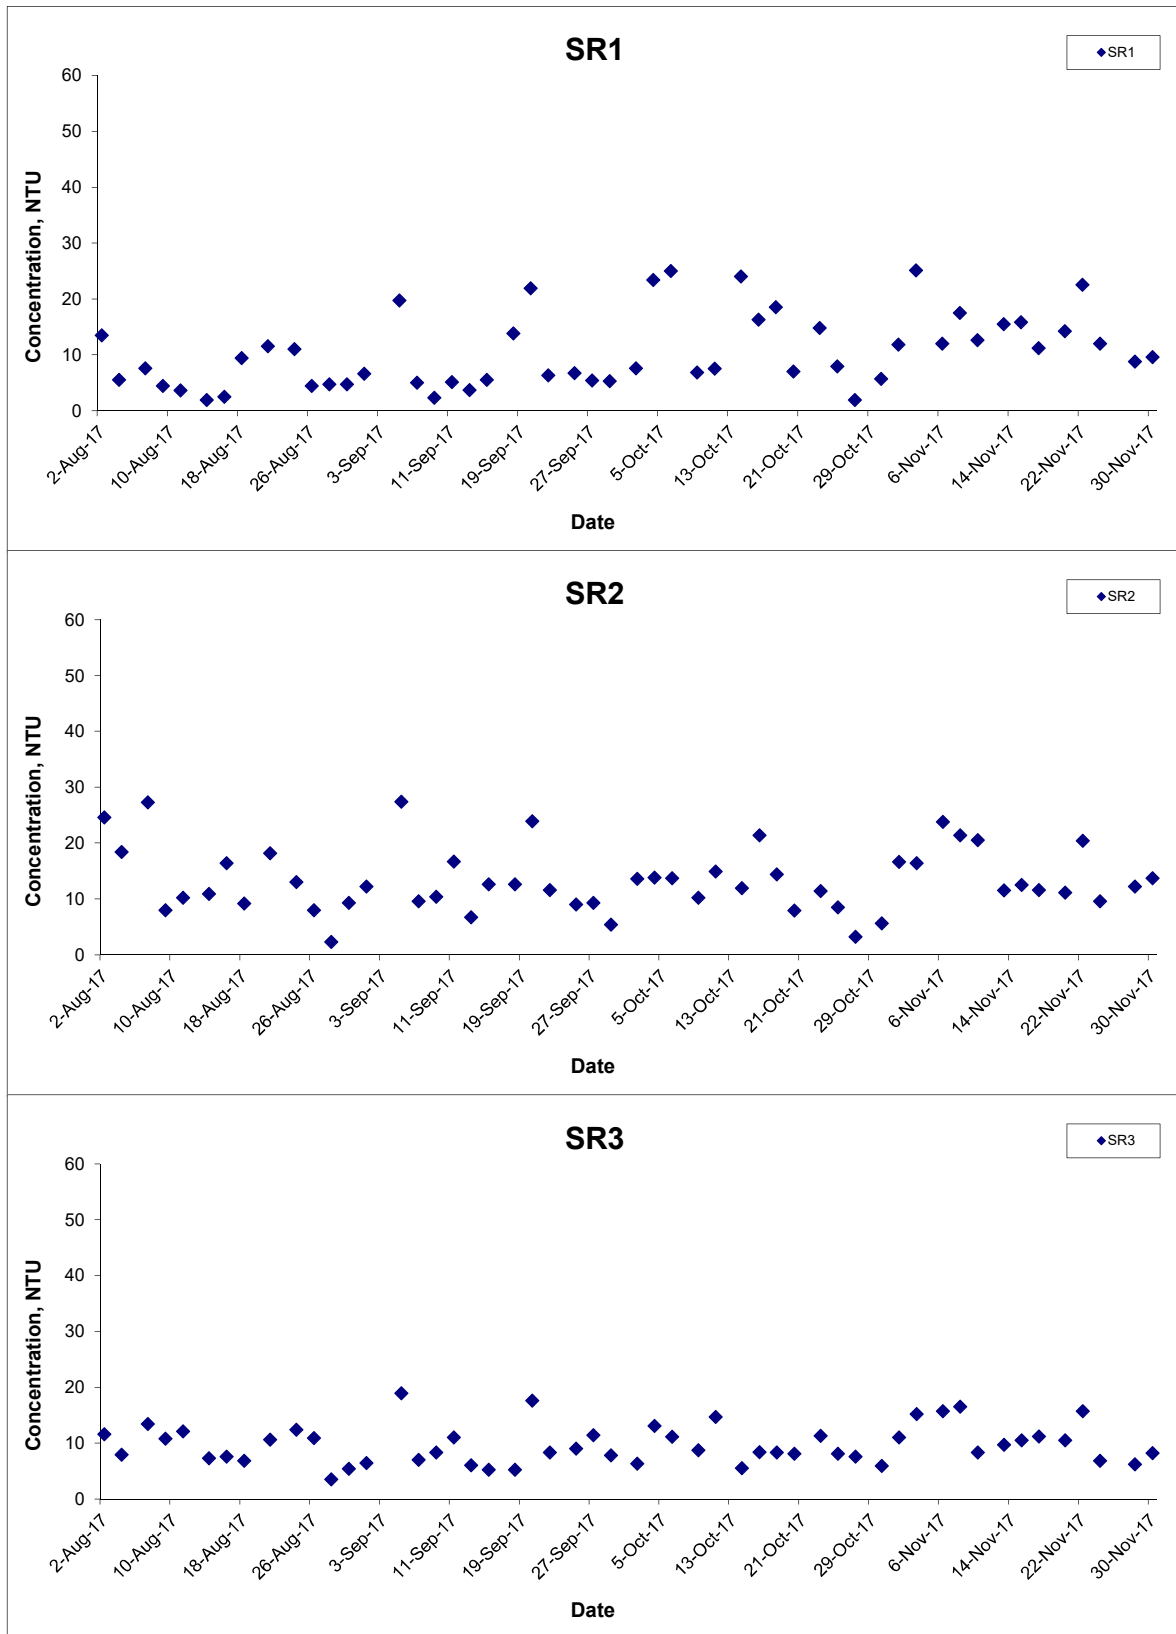 SR1
SR1
60
50
40
30
20
10
0
Concentration, NTU
2-Aug-17
10-Aug-17
18-Aug-17
26-Aug-17
3-Sep-17
11-Sep-17
19-Sep-17
27-Sep-17
5-Oct-17
13-Oct-17
21-Oct-17
29-Oct-17
6-Nov-17
14-Nov-17
22-Nov-17
30-Nov-17
Date
SR2
SR2
60
50
40
30
20
10
0
Concentration, NTU
2-Aug-17
10-Aug-17
18-Aug-17
26-Aug-17
3-Sep-17
11-Sep-17
19-Sep-17
27-Sep-17
5-Oct-17
13-Oct-17
21-Oct-17
29-Oct-17
6-Nov-17
14-Nov-17
22-Nov-17
30-Nov-17
Date
SR3
SR3
60
50
40
30
20
10
0
Concentration, NTU
2-Aug-17
10-Aug-17
18-Aug-17
26-Aug-17
3-Sep-17
11-Sep-17
19-Sep-17
27-Sep-17
5-Oct-17
13-Oct-17
21-Oct-17
29-Oct-17
6-Nov-17
14-Nov-17
22-Nov-17
30-Nov-17
Date